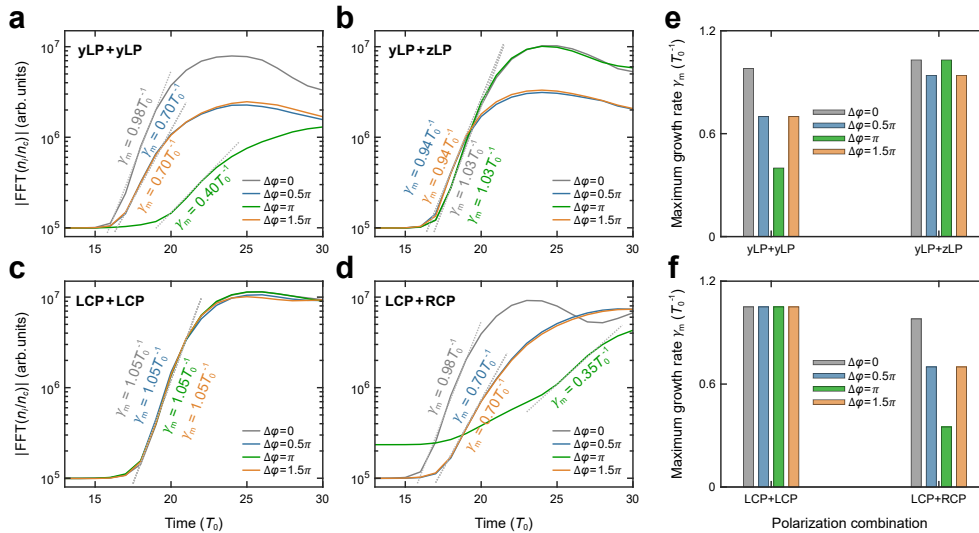 a
yLP+yLP
|FFT(nᵢ/n_c)| (arb.units)
10⁷
10⁶
10⁵
γₘ = 0.98T₀⁻¹
γₘ = 0.70T₀⁻¹
γₘ = 0.70T₀⁻¹
γₘ = 0.40T₀⁻¹
Δφ=0
Δφ=0.5π
Δφ=π
Δφ=1.5π
15 20 25 30
b
yLP+zLP
10⁷
10⁶
10⁵
γₘ = 0.94T₀⁻¹
γₘ = 0.94T₀⁻¹
γₘ = 1.03T₀⁻¹
γₘ = 1.03T₀⁻¹
Δφ=0
Δφ=0.5π
Δφ=π
Δφ=1.5π
15 20 25 30
e
Maximum growth rate γₘ (T₀⁻¹)
1.2
0.6
0
Δφ=0
Δφ=0.5π
Δφ=π
Δφ=1.5π
yLP+yLP yLP+zLP
c
LCP+LCP
|FFT(nᵢ/n_c)| (arb.units)
10⁷
10⁶
10⁵
γₘ = 1.05T₀⁻¹
γₘ = 1.05T₀⁻¹
γₘ = 1.05T₀⁻¹
γₘ = 1.05T₀⁻¹
Δφ=0
Δφ=0.5π
Δφ=π
Δφ=1.5π
15 20 25 30
Time (T₀)
d
LCP+RCP
10⁷
10⁶
10⁵
γₘ = 0.98T₀⁻¹
γₘ = 0.70T₀⁻¹
γₘ = 0.70T₀⁻¹
γₘ = 0.35T₀⁻¹
Δφ=0
Δφ=0.5π
Δφ=π
Δφ=1.5π
15 20 25 30
Time (T₀)
f
Maximum growth rate γₘ (T₀⁻¹)
1.2
0.6
0
Δφ=0
Δφ=0.5π
Δφ=π
Δφ=1.5π
LCP+LCP LCP+RCP
Polarization combination